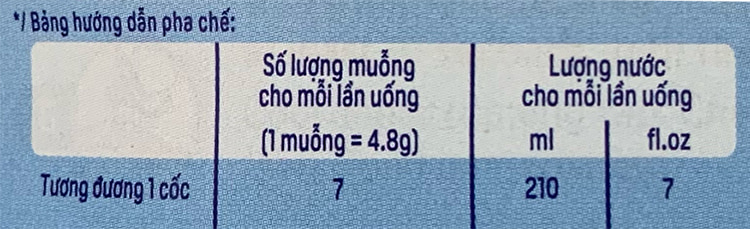 */ Bảng hướng dẫn pha chế:
Số lượng muỗng
cho mỗi lần uống
(1 muỗng = 4.8g)
Lượng nước
cho mỗi lần uống
ml fl.oz
Tương đương 1 cốc 7 210 7